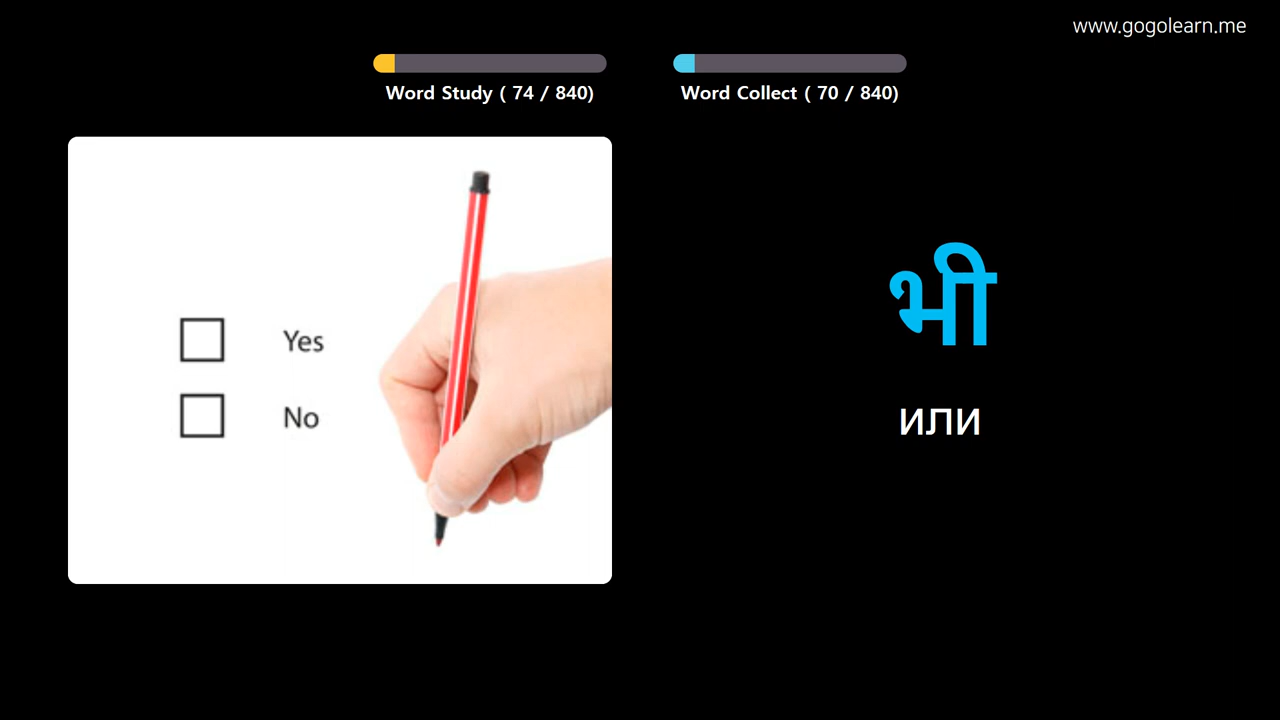 www.gogolearn.me
Word Study ( 74 / 840)
Word Collect ( 70 / 840)
Yes
No
भी
или